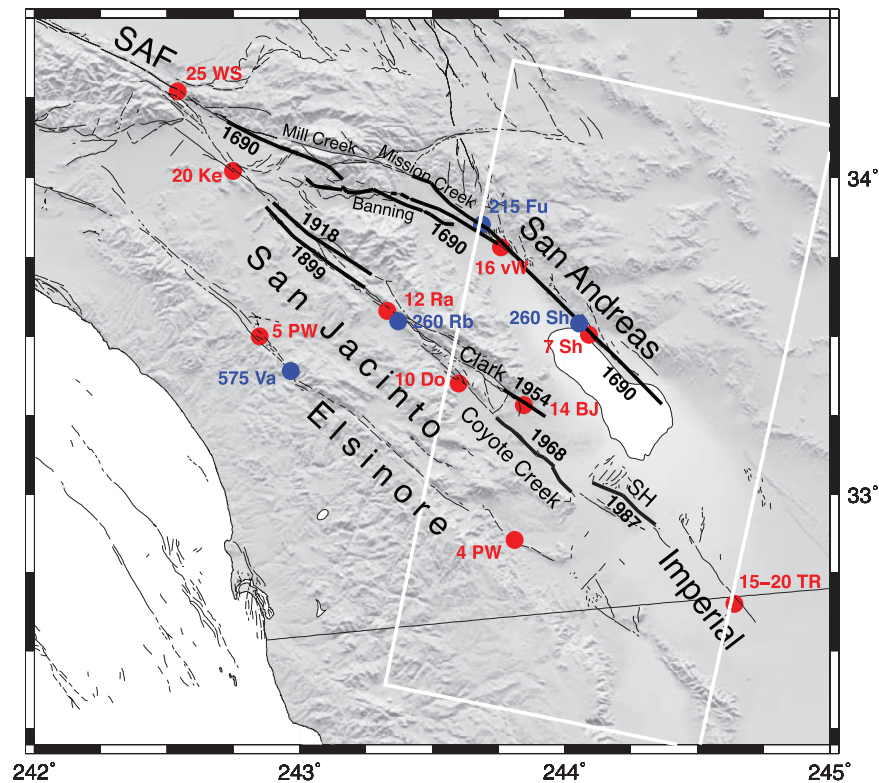 SAF
25 WS
1690
Mill Creek
Mission Creek
34°
20 Ke
Banning
215 Fu
1690
16 vW
San Andreas
1918
1899
San Jacinto
12 Ra
260 Rb
260 Sh
7 Sh
1690
5 PW
575 Va
Clark
10 Do
1954
14 BJ
Elsinore
Coyote Creek
1968
SH
1987
33°
4 PW
Imperial
15–20 TR
242°
243°
244°
245°